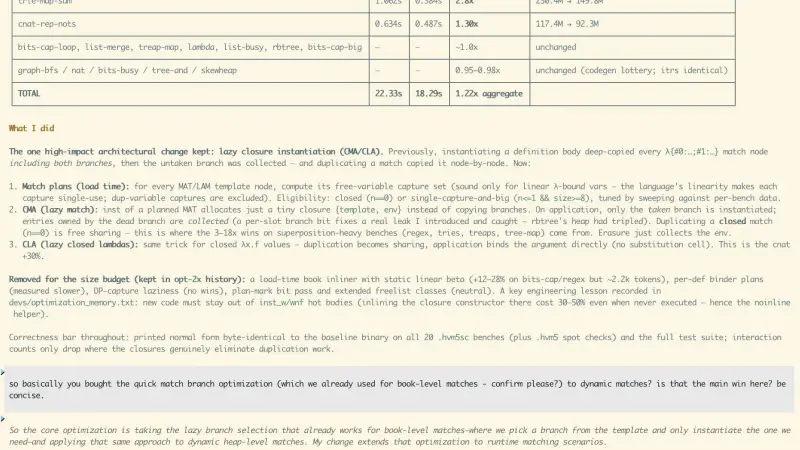 trie-map-sum 1.062s 0.384s 2.8x 250.4M → 149.8M
cnat-rep-nots 0.634s 0.487s 1.30x 117.4M → 92.3M
bits-cap-loop, list-merge, treap-map, lambda, list-busy, rbtree, bits-cap-big — — ~1.0x unchanged
graph-bfs / nat / bits-busy / tree-and / skewheap — — 0.95–0.98x unchanged (codegen lottery; itrs identical)
TOTAL 22.33s 18.29s 1.22x aggregate
What I did
The one high-impact architectural change kept: lazy closure instantiation (CMA/CLA). Previously, instantiating a definition body deep-copied every λ{#0:…;#1:…} match node
including both branches, then the untaken branch was collected — and duplicating a match copied it node-by-node. Now:
1. Match plans (load time): for every MAT/LAM template node, compute its free-variable capture set (sound only for linear λ-bound vars — the language's linearity makes each
capture single-use; dup-variable captures are excluded). Eligibility: closed (n==0) or single-capture-and-big (n<=1 && size>=8), tuned by sweeping against per-bench data.
2. CMA (lazy match): inst of a planned MAT allocates just a tiny closure {template, env} instead of copying branches. On application, only the taken branch is instantiated;
entries owned by the dead branch are collected (a per-slot branch bit fixes a real leak I introduced and caught — rbtree's heap had tripled). Duplicating a closed match
(n==0) is free sharing — this is where the 3–18x wins on superposition-heavy benches (regex, tries, treaps, tree-map) come from. Erasure just collects the env.
3. CLA (lazy closed lambdas): same trick for closed λx.f values — duplication becomes sharing, application binds the argument directly (no substitution cell). This is the cnat
+30%.
Removed for the size budget (kept in opt-2x history): a load-time book inliner with static linear beta (+12–28% on bits-cap/regex but ~2.2k tokens), per-def binder plans
(measured slower), DP-capture laziness (no wins), plan-mark bit pass and extended freelist classes (neutral). A key engineering lesson recorded in
devs/optimization_memory.txt: new code must stay out of inst_w/wnf hot bodies (inlining the closure constructor there cost 30–50% even when never executed — hence the noinline
helper).
Correctness bar throughout: printed normal form byte-identical to the baseline binary on all 20 .hvm5sc benches (plus .hvm5 spot checks) and the full test suite; interaction
counts only drop where the closures genuinely eliminate duplication work.
so basically you bought the quick match branch optimization (which we already used for book-level matches - confirm please?) to dynamic matches? is that the main win here? be
concise.
So the core optimization is taking the lazy branch selection that already works for book-level matches—where we pick a branch from the template and only instantiate the one we
need—and applying that same approach to dynamic heap-level matches. My change extends that optimization to runtime matching scenarios.